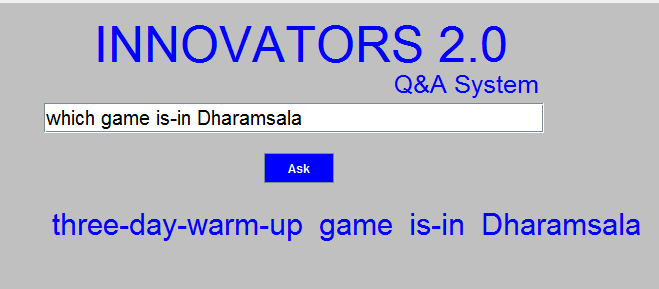 INNOVATORS 2.0
Q&A System
which game is-in Dharamsala
Ask
three-day-warm-up game is-in Dharamsala